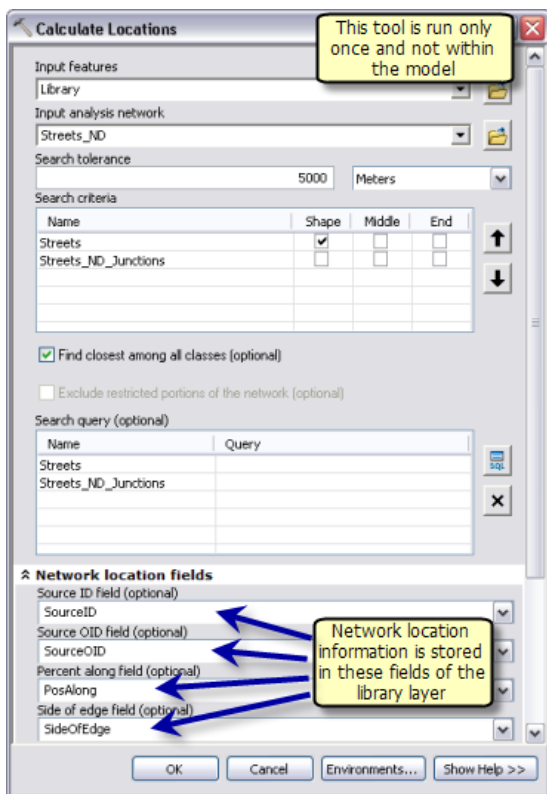 Calculate Locations
This tool is run only
once and not within
the model
Input features
Library
Input analysis network
Streets_ND
Search tolerance
5000 Meters
Search criteria
Name Shape Middle End
Streets
Streets_ND_Junctions
Find closest among all classes (optional)
Exclude restricted portions of the network (optional)
Search query (optional)
Name Query
Streets
Streets_ND_Junctions
SQL
Network location fields
Source ID field (optional)
SourceID
Source OID field (optional)
SourceOID
Percent along field (optional)
PosAlong
Side of edge field (optional)
SideOfEdge
Network location
information is stored
in these fields of the
library layer
OK Cancel Environments... Show Help >>